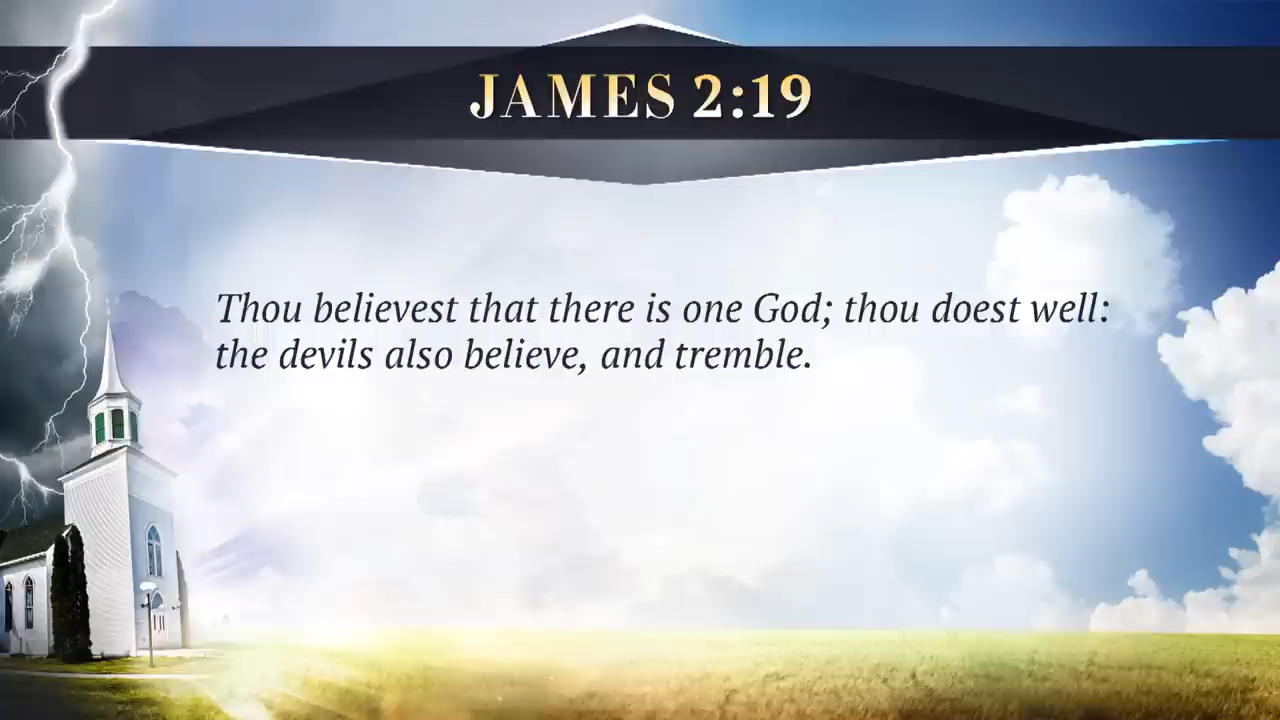 JAMES 2:19
Thou believest that there is one God; thou doest well:
the devils also believe, and tremble.